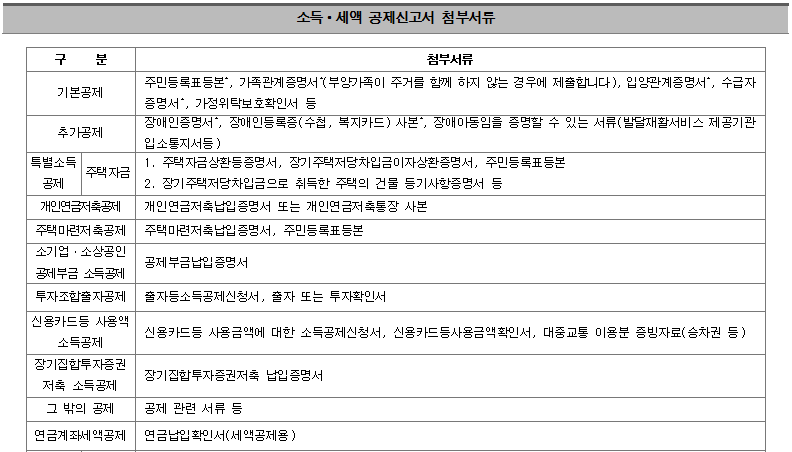 소득·세액 공제신고서 첨부서류
구 분
첨부서류
기본공제
주민등록표등본*, 가족관계증명서*(부양가족이 주거를 함께 하지 않는 경우에 제출합니다), 입양관계증명서*, 수급자
증명서*, 가정위탁보호확인서 등
추가공제
장애인증명서*, 장애인등록증(수첩, 복지카드) 사본*, 장애아동임을 증명할 수 있는 서류(발달재활서비스 제공기관
입소통지서등)
특별소득
공제
주택자금
1. 주택자금상환등증명서, 장기주택저당차입금이자상환증명서, 주민등록표등본
2. 장기주택저당차입금으로 취득한 주택의 건물 등기사항증명서 등
개인연금저축공제
개인연금저축납입증명서 또는 개인연금저축통장 사본
주택마련저축공제
주택마련저축납입증명서, 주민등록표등본
소기업·소상공인
공제부금 소득공제
공제부금납입증명서
투자조합출자공제
출자등소득공제신청서, 출자 또는 투자확인서
신용카드등 사용액
소득공제
신용카드등 사용금액에 대한 소득공제신청서, 신용카드등사용금액확인서, 대중교통 이용분 증빙자료(승차권 등)
장기집합투자증권
저축 소득공제
장기집합투자증권저축 납입증명서
그 밖의 공제
공제 관련 서류 등
연금계좌세액공제
연금납입확인서(세액공제용)